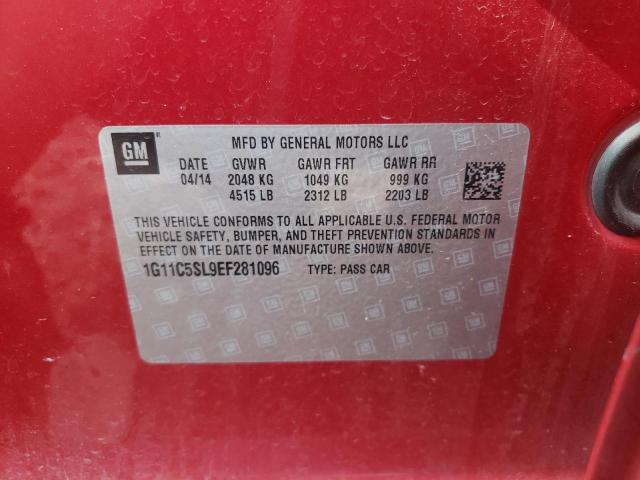 GM MFD BY GENERAL MOTORS LLC
DATE GVWR GAWR FRT GAWR RR
04/14 2048 KG 1049 KG 999 KG
4515 LB 2312 LB 2203 LB
THIS VEHICLE CONFORMS TO ALL APPLICABLE U.S. FEDERAL MOTOR
VEHICLE SAFETY, BUMPER, AND THEFT PREVENTION STANDARDS IN
EFFECT ON THE DATE OF MANUFACTURE SHOWN ABOVE.
1G11C5SL9EF281096 TYPE: PASS CAR